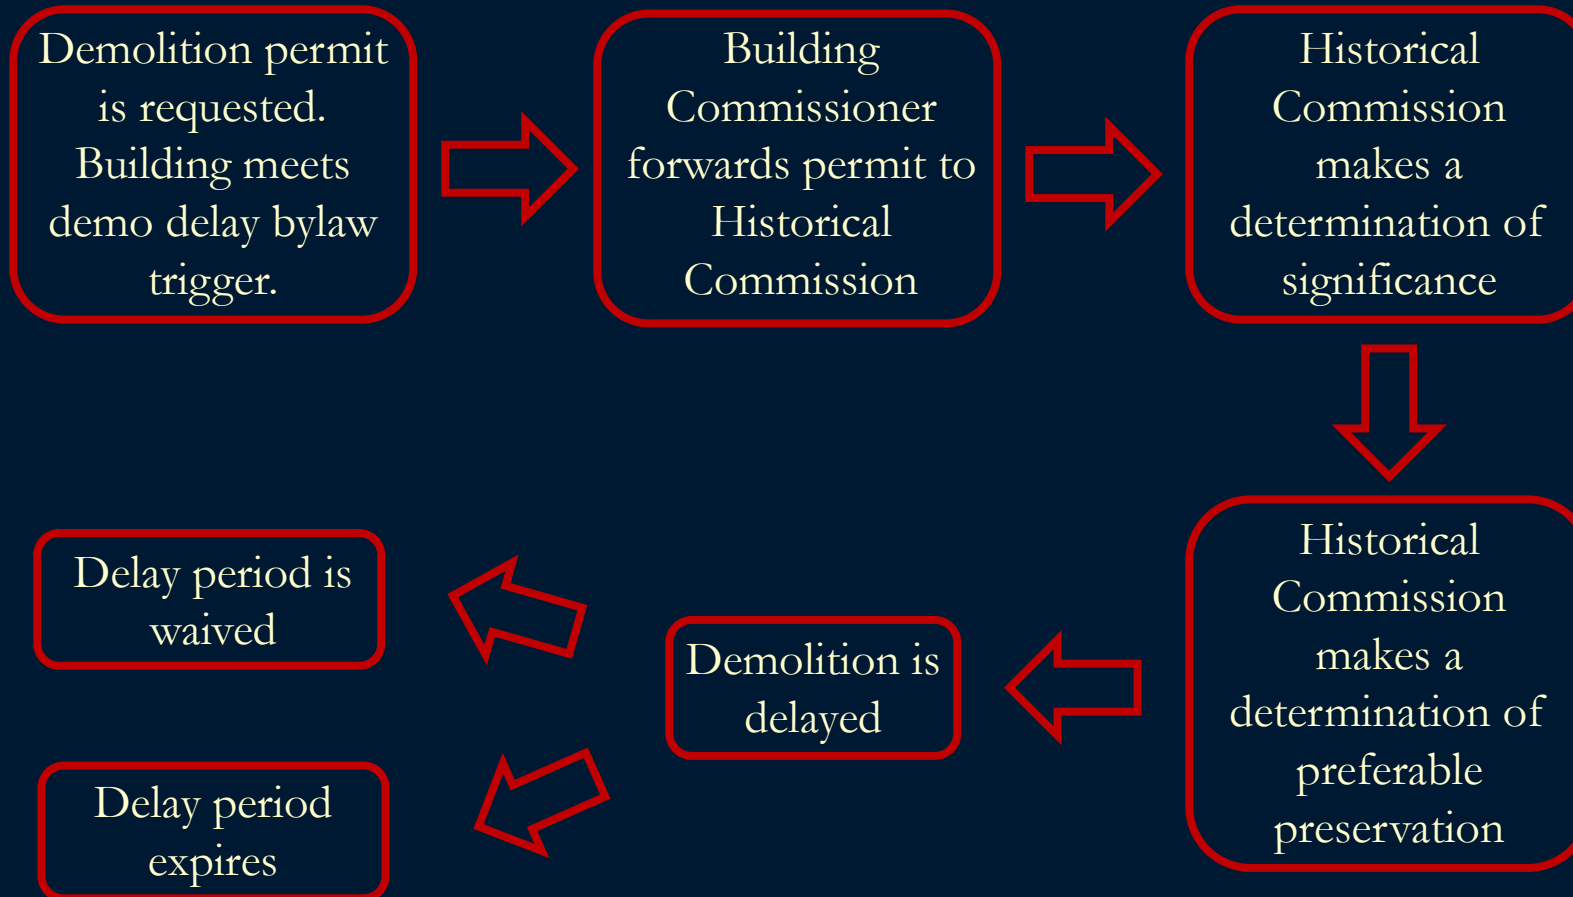 Demolition permit
is requested.
Building meets
demo delay bylaw
trigger.
Building
Commissioner
forwards permit to
Historical
Commission
Historical
Commission
makes a
determination of
significance
Historical
Commission
makes a
determination of
preferable
preservation
Demolition is
delayed
Delay period is
waived
Delay period
expires